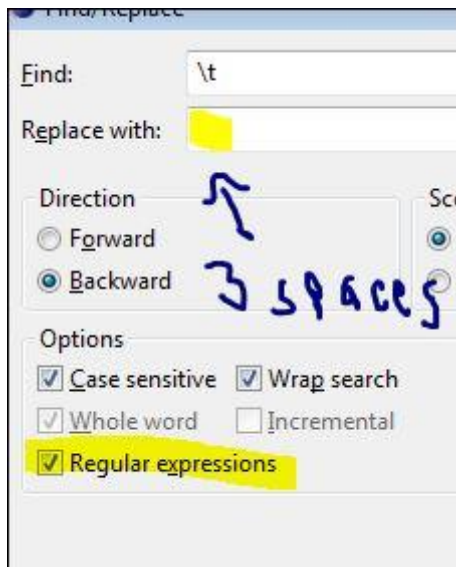 Find/Replace
Find: \t
Replace with:
Direction Sc
Forward
Backward 3 spaces
Options
Case sensitive Wrap search
Whole word Incremental
Regular expressions